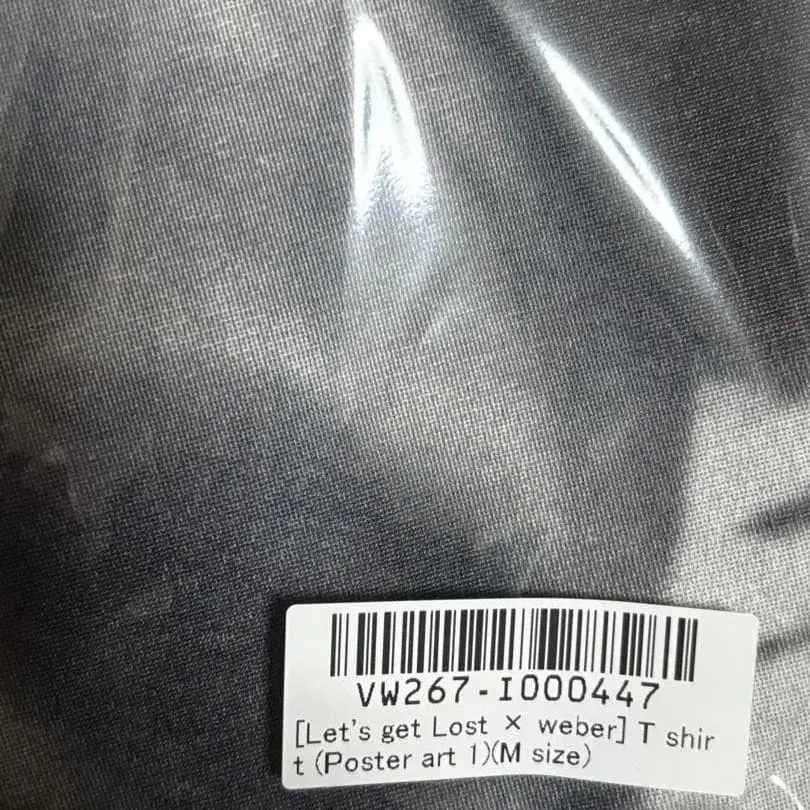 VW267-I000447
[Let's get Lost × weber] T shir
t (Poster art 1)(M size)